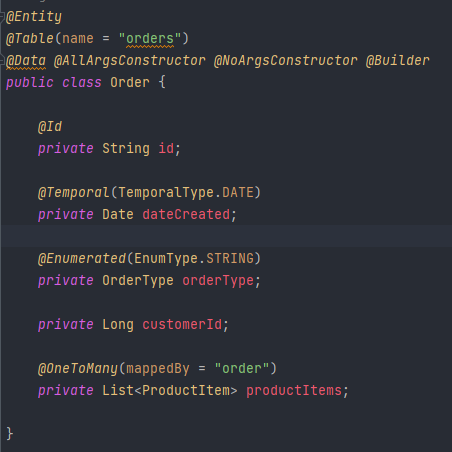 @Entity
@Table(name = "orders")
@Data @AllArgsConstructor @NoArgsConstructor @Builder
public class Order {
@Id
private String id;
@Temporal(TemporalType.DATE)
private Date dateCreated;
@Enumerated(EnumType.STRING)
private OrderType orderType;
private Long customerId;
@OneToMany(mappedBy = "order")
private List<ProductItem> productItems;
}